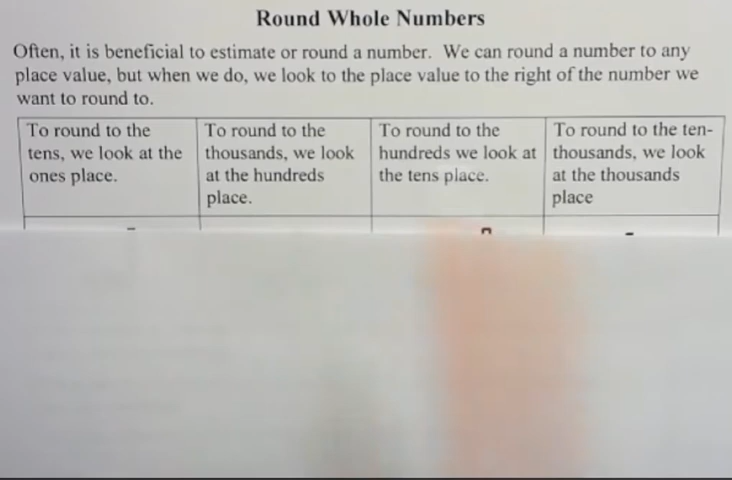 Round Whole Numbers
Often, it is beneficial to estimate or round a number. We can round a number to any
place value, but when we do, we look to the place value to the right of the number we
want to round to.
To round to the
tens, we look at the
ones place.
To round to the
thousands, we look
at the hundreds
place.
To round to the
hundreds we look at
the tens place.
To round to the ten-
thousands, we look
at the thousands
place